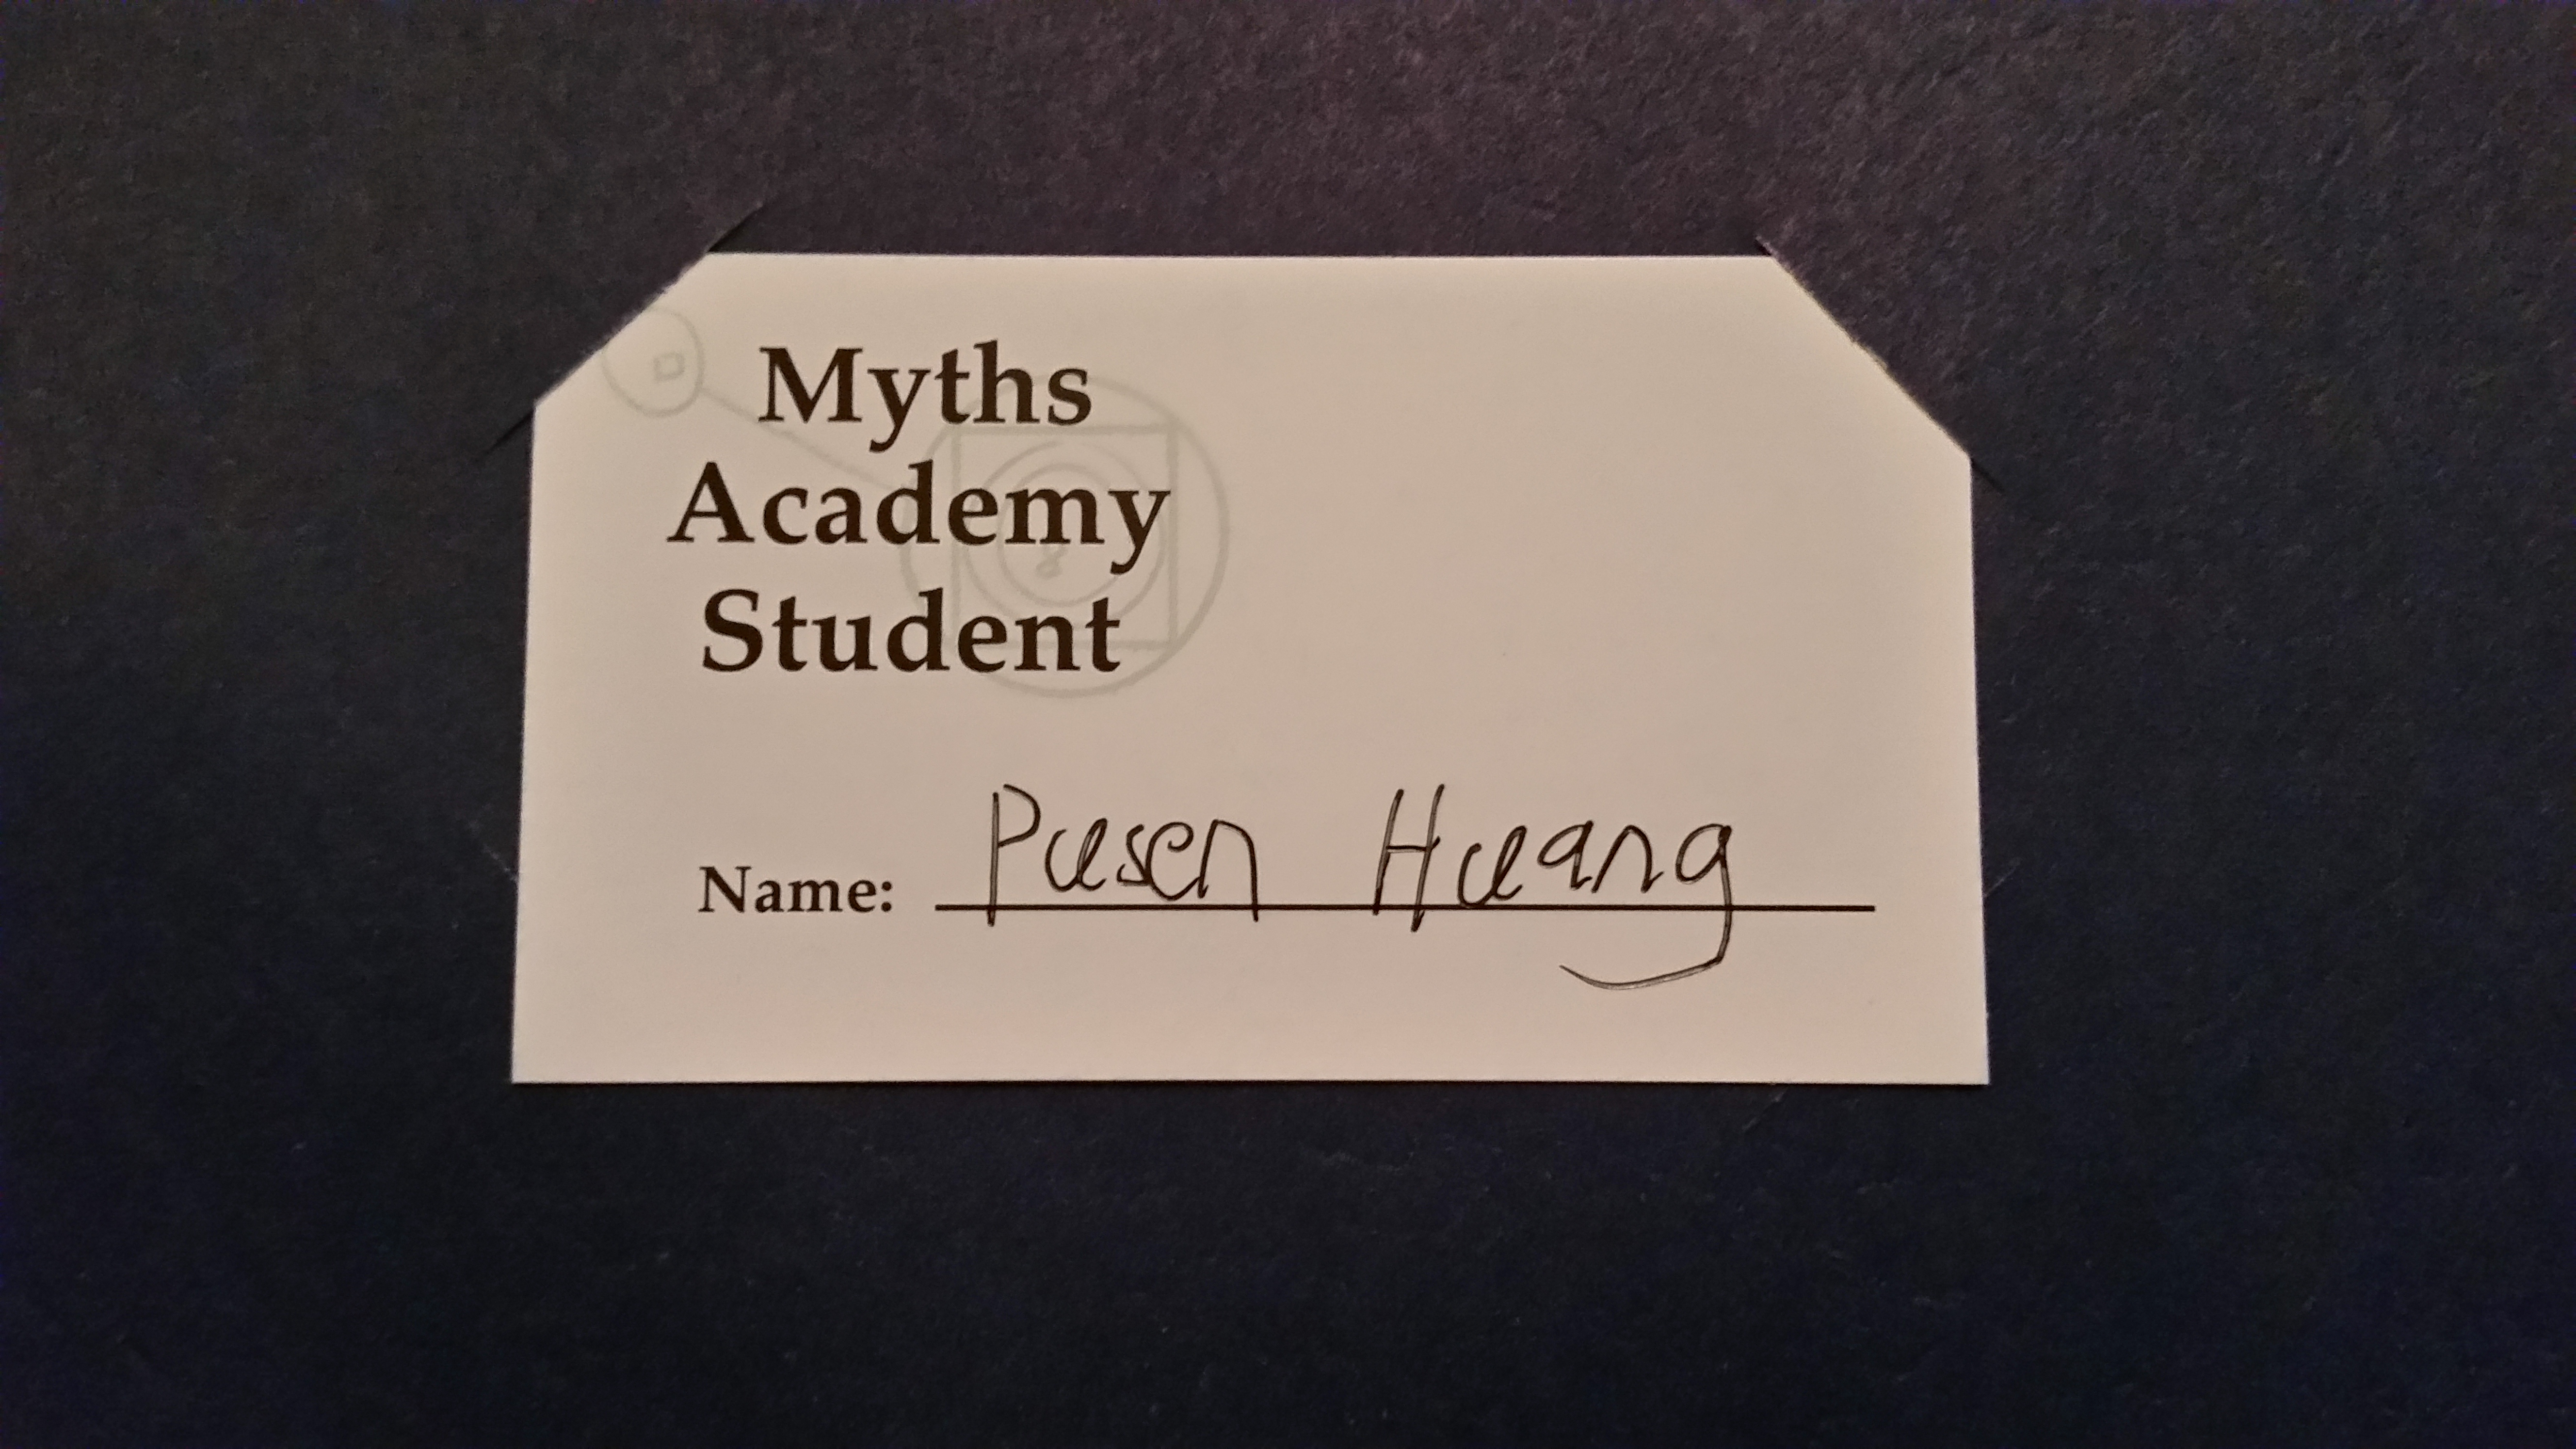 Myths
Academy
Student
Name: Pusen Huang